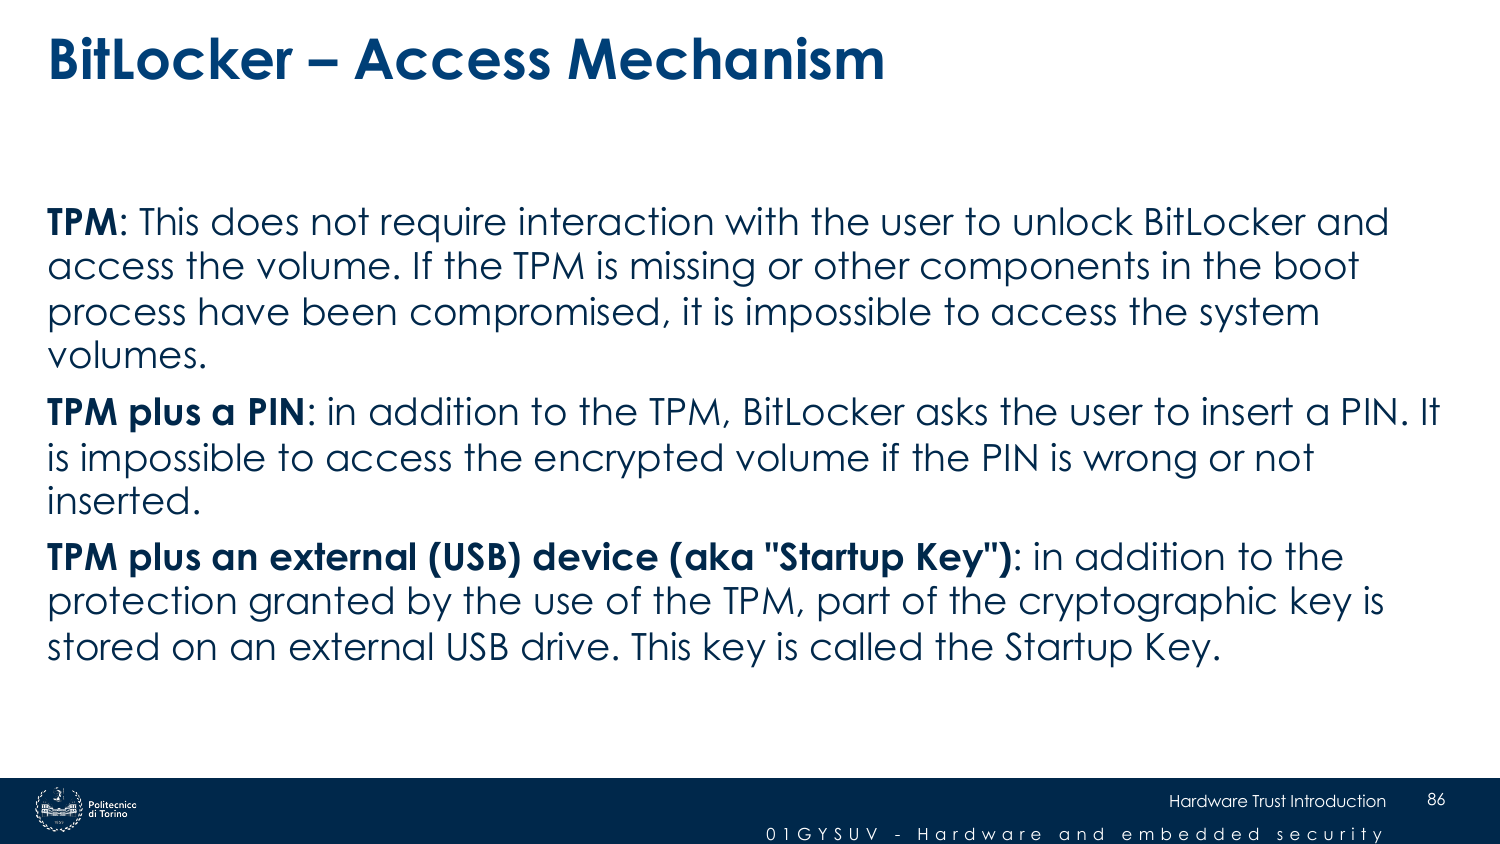 BitLocker – Access Mechanism
TPM: This does not require interaction with the user to unlock BitLocker and
access the volume. If the TPM is missing or other components in the boot
process have been compromised, it is impossible to access the system
volumes.
TPM plus a PIN: in addition to the TPM, BitLocker asks the user to insert a PIN. It
is impossible to access the encrypted volume if the PIN is wrong or not
inserted.
TPM plus an external (USB) device (aka "Startup Key"): in addition to the
protection granted by the use of the TPM, part of the cryptographic key is
stored on an external USB drive. This key is called the Startup Key.
Politecnico
di Torino
Hardware Trust Introduction 86
01GYSUV - Hardware and embedded security